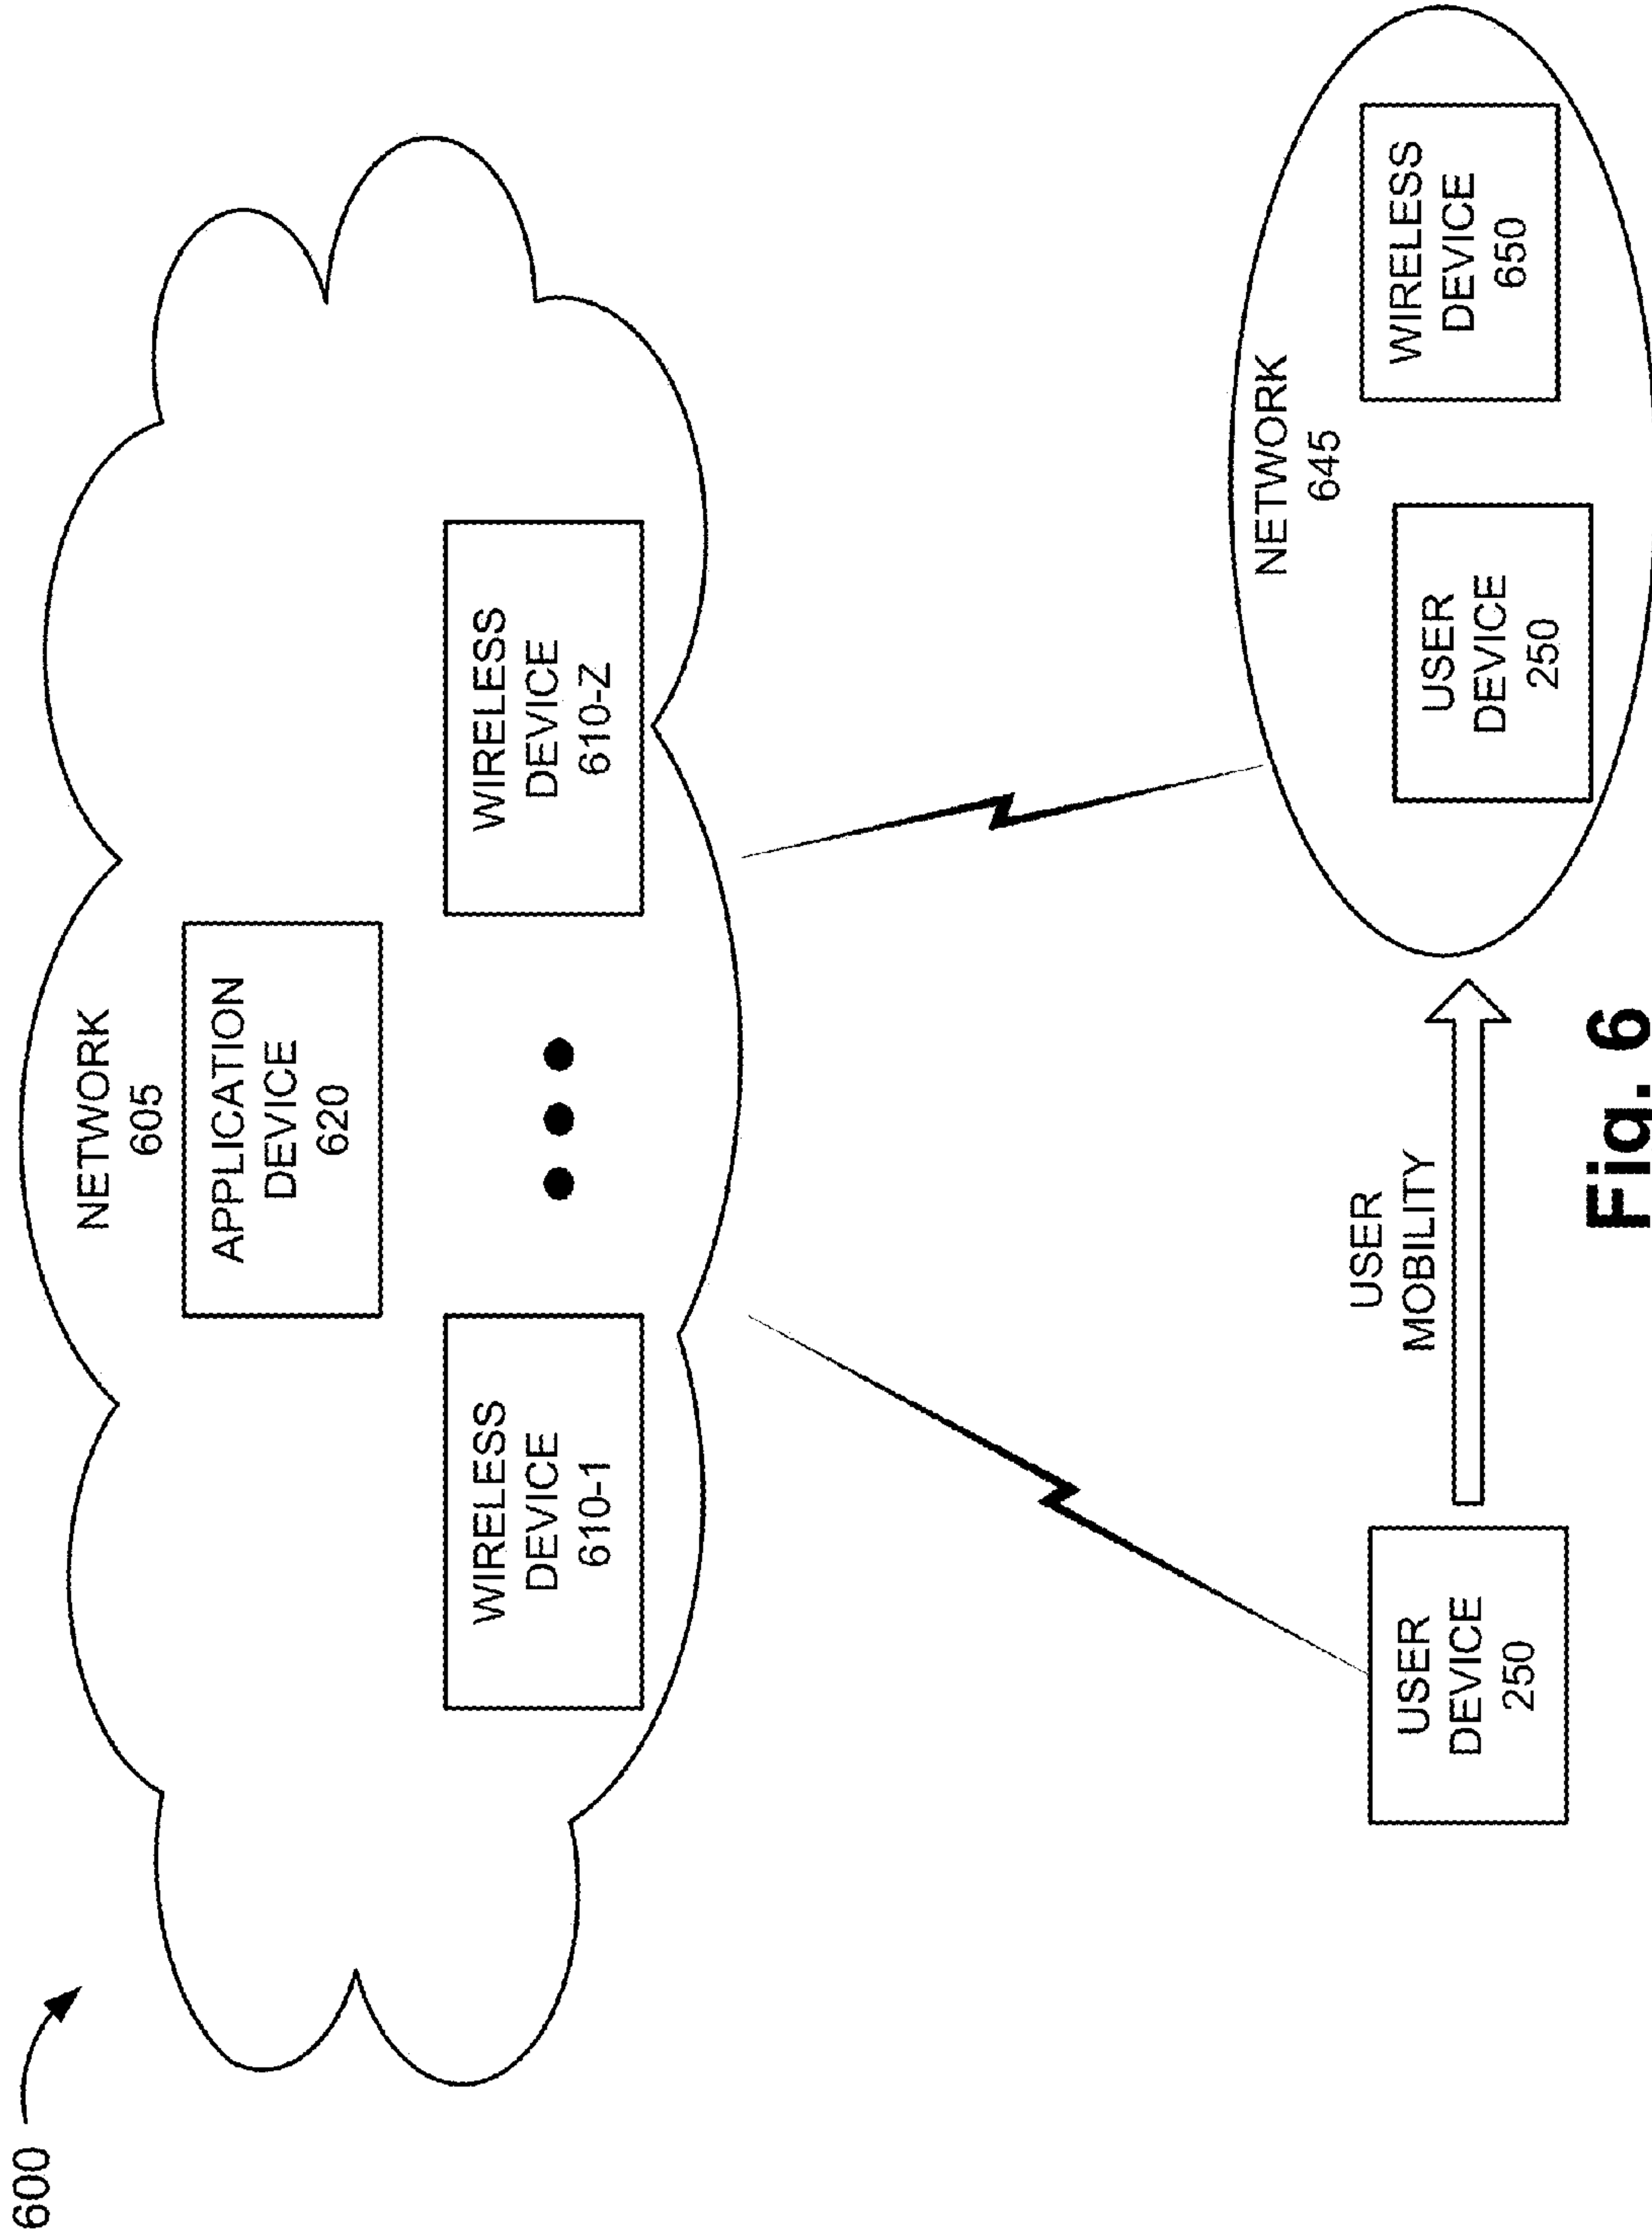 600
NETWORK
605
APPLICATION
DEVICE
620
WIRELESS
DEVICE
610-1
WIRELESS
DEVICE
610-Z
USER
DEVICE
250
USER
MOBILITY
NETWORK
645
USER
DEVICE
250
WIRELESS
DEVICE
650
Fig. 6